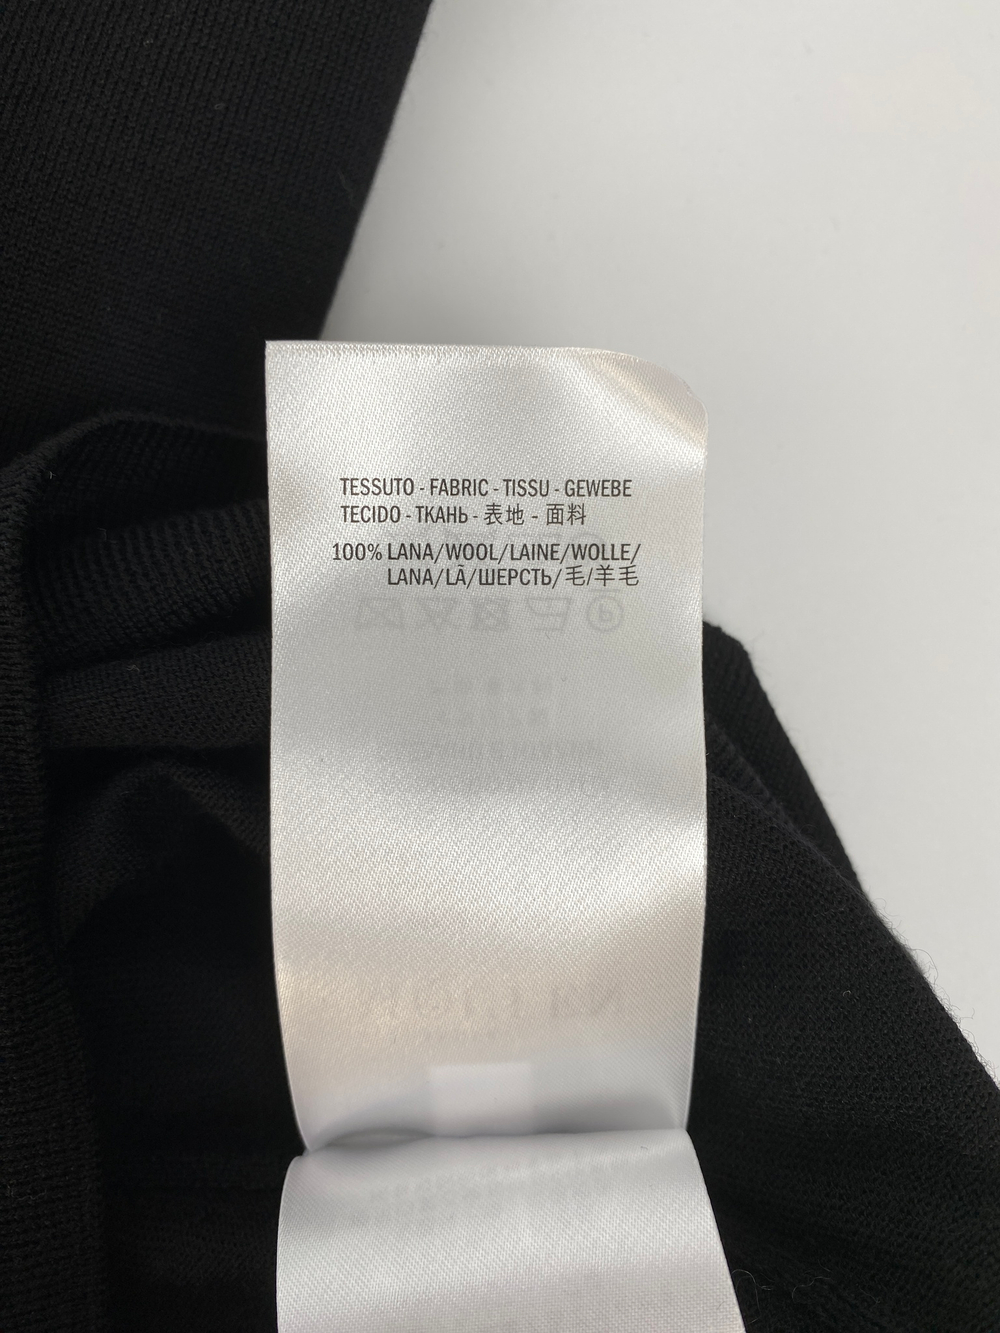 TESSUTO - FABRIC - TISSU - GEWEBE
TECIDO - ТКАНЬ - 表地 - 面料
100% LANA/WOOL/LAINE/WOLLE/
LANA/LÃ/ШЕРСТЬ/毛/羊毛